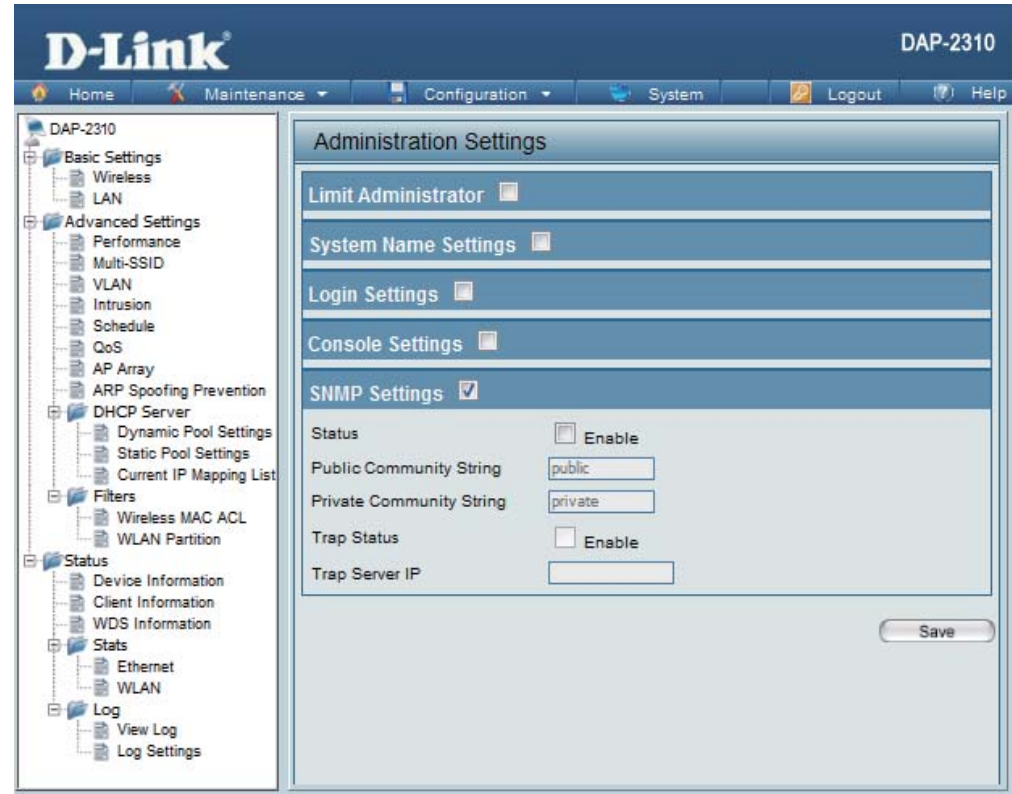 D-Link®
DAP-2310
Home
Maintenance
Configuration
System
Logout
Help
DAP-2310
Basic Settings
Wireless
LAN
Advanced Settings
Performance
Multi-SSID
VLAN
Intrusion
Schedule
QoS
AP Array
ARP Spoofing Prevention
DHCP Server
Dynamic Pool Settings
Static Pool Settings
Current IP Mapping List
Filters
Wireless MAC ACL
WLAN Partition
Status
Device Information
Client Information
WDS Information
Stats
Ethernet
WLAN
Log
View Log
Log Settings
Administration Settings
Limit Administrator
System Name Settings
Login Settings
Console Settings
SNMP Settings
Status Enable
Public Community String public
Private Community String private
Trap Status Enable
Trap Server IP
Save